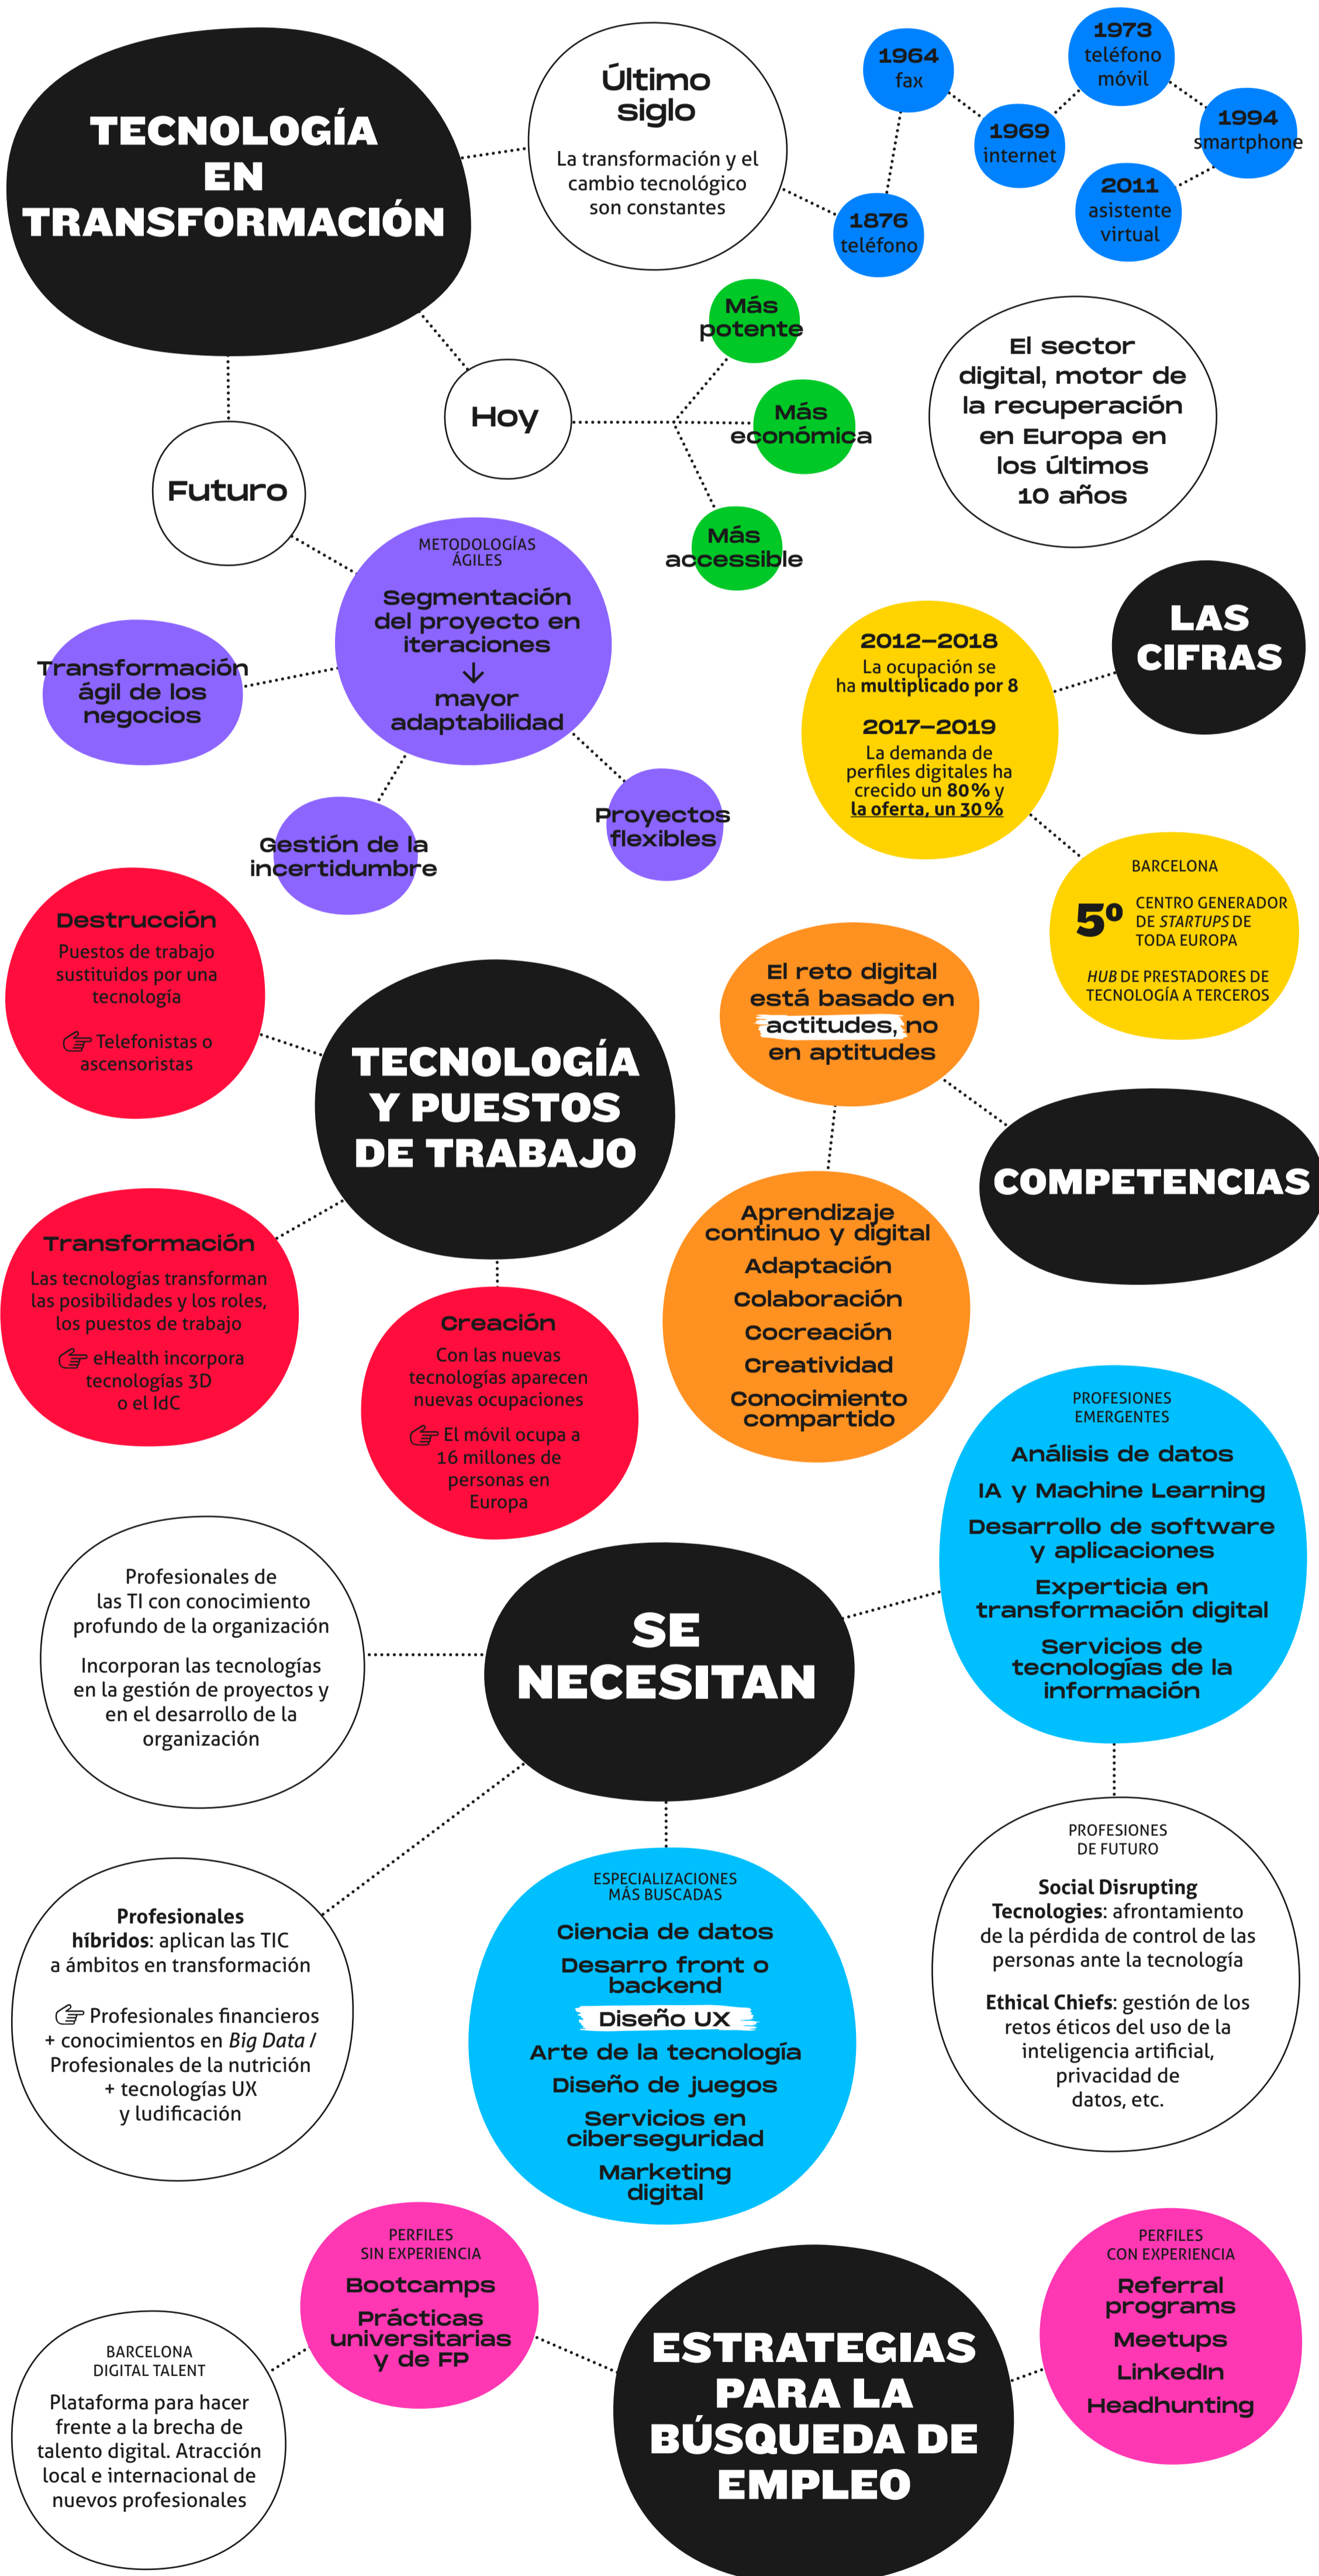 TECNOLOGÍA
EN
TRANSFORMACIÓN
Último
siglo
La transformación y el
cambio tecnológico
son constantes
1876
teléfono
1964
fax
1969
internet
1973
teléfono
móvil
1994
smartphone
2011
asistente
virtual
Hoy
Más
potente
Más
económica
Más
accessible
Futuro
METODOLOGÍAS
ÁGILES
Segmentación
del proyecto en
iteraciones
↓
mayor
adaptabilidad
Transformación
ágil de los
negocios
Gestión de la
incertidumbre
Proyectos
flexibles
El sector
digital, motor de
la recuperación
en Europa en
los últimos
10 años
LAS
CIFRAS
2012–2018
La ocupación se
ha multiplicado por 8
2017–2019
La demanda de
perfiles digitales ha
crecido un 80% y
la oferta, un 30%
BARCELONA
5º
CENTRO GENERADOR
DE STARTUPS DE
TODA EUROPA
HUB DE PRESTADORES DE
TECNOLOGÍA A TERCEROS
TECNOLOGÍA
Y PUESTOS
DE TRABAJO
Destrucción
Puestos de trabajo
sustituidos por una
tecnología
Telefonistas o
ascensoristas
Transformación
Las tecnologías transforman
las posibilidades y los roles,
los puestos de trabajo
eHealth incorpora
tecnologías 3D
o el IdC
Creación
Con las nuevas
tecnologías aparecen
nuevas ocupaciones
El móvil ocupa a
16 millones de
personas en
Europa
COMPETENCIAS
El reto digital
está basado en
actitudes, no
en aptitudes
Aprendizaje
continuo y digital
Adaptación
Colaboración
Cocreación
Creatividad
Conocimiento
compartido
SE
NECESITAN
PROFESIONES
EMERGENTES
Análisis de datos
IA y Machine Learning
Desarrollo de software
y aplicaciones
Experticia en
transformación digital
Servicios de
tecnologías de la
información
PROFESIONES
DE FUTURO
Social Disrupting
Tecnologies: afrontamiento
de la pérdida de control de las
personas ante la tecnología
Ethical Chiefs: gestión de los
retos éticos del uso de la
inteligencia artificial,
privacidad de
datos, etc.
Profesionales de
las TI con conocimiento
profundo de la organización
Incorporan las tecnologías
en la gestión de proyectos y
en el desarrollo de la
organización
Profesionales
híbridos: aplican las TIC
a ámbitos en transformación
Profesionales financieros
+ conocimientos en Big Data /
Profesionales de la nutrición
+ tecnologías UX
y ludificación
ESPECIALIZACIONES
MÁS BUSCADAS
Ciencia de datos
Desarro front o
backend
Diseño UX
Arte de la tecnología
Diseño de juegos
Servicios en
ciberseguridad
Marketing
digital
ESTRATEGIAS
PARA LA
BÚSQUEDA DE
EMPLEO
PERFILES
SIN EXPERIENCIA
Bootcamps
Prácticas
universitarias
y de FP
BARCELONA
DIGITAL TALENT
Plataforma para hacer
frente a la brecha de
talento digital. Atracción
local e internacional de
nuevos profesionales
PERFILES
CON EXPERIENCIA
Referral
programs
Meetups
LinkedIn
Headhunting